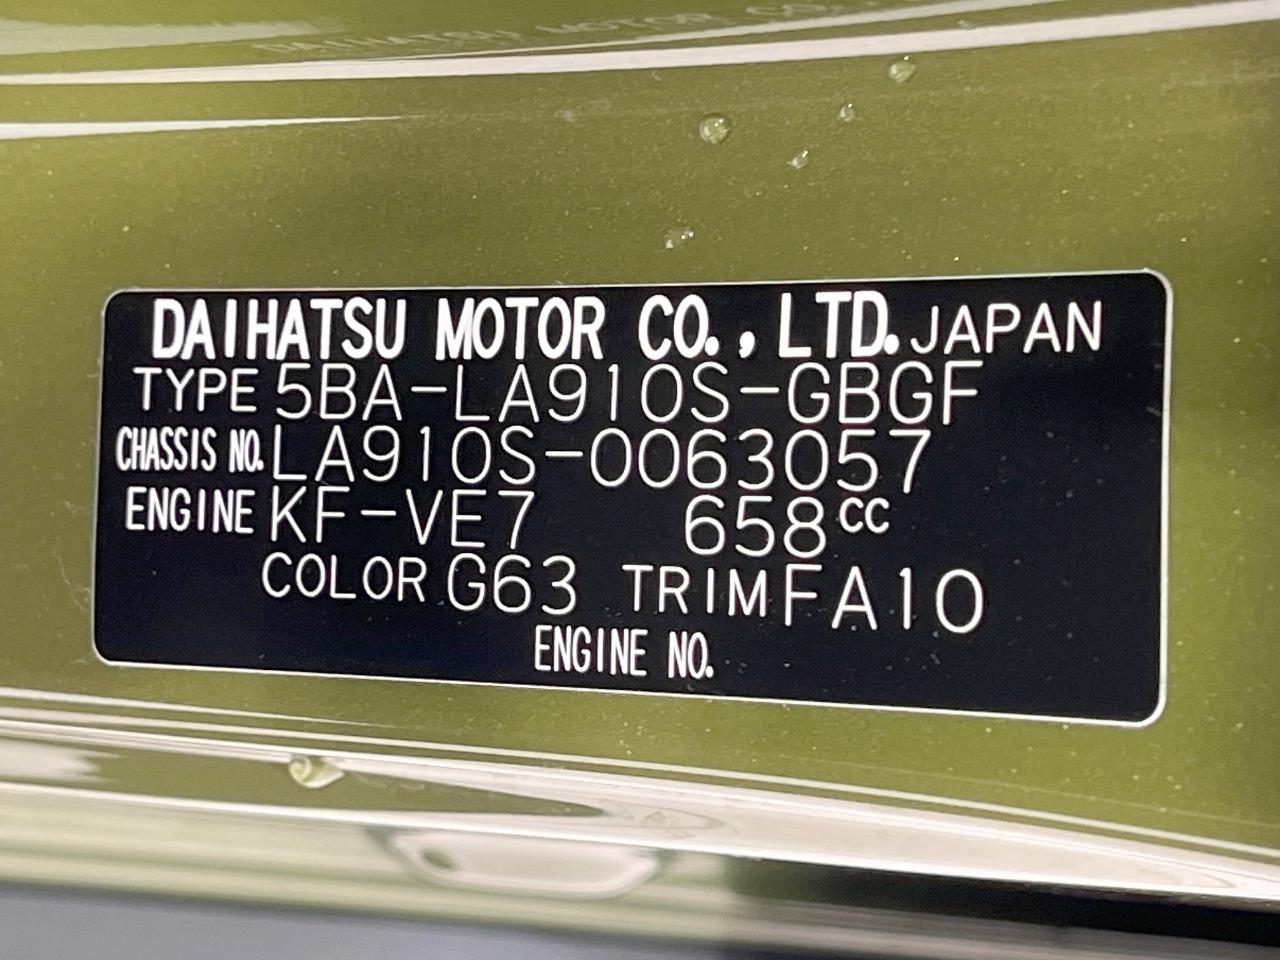 DAIHATSU MOTOR CO., LTD. JAPAN
TYPE 5BA-LA910S-GBGF
CHASSIS NO. LA910S-0063057
ENGINE KF-VE7 658cc
COLOR G63 TRIM FA10
ENGINE NO.